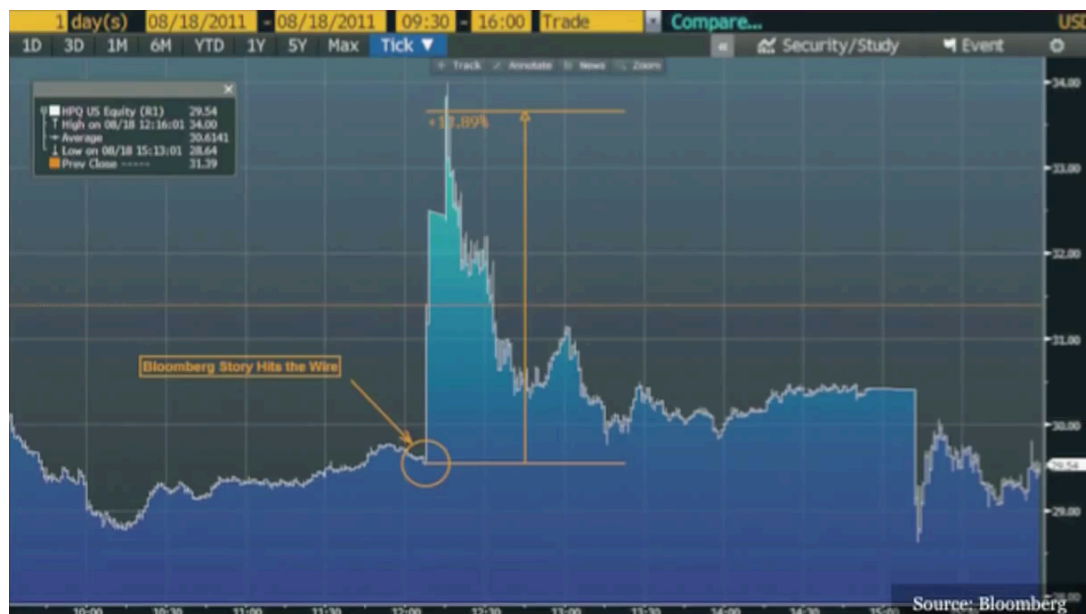 1 day(s) 08/18/2011 - 08/18/2011 09:30 - 16:00 Trade Compare...
1D 3D 1M 6M YTD 1Y 5Y Max Tick ▼ « Security/Study Event
+ Track Annotate News Zoom
HPQ US Equity (R1) 29.54
High on 08/18 12:16:01 34.00
Average 30.6141
Low on 08/18 15:13:01 28.64
Prev Close ----- 31.39
34.00
33.00
32.00
31.00
30.00
29.54
29.00
Bloomberg Story Hits the Wire
10:00 10:30 11:00 11:30 12:00 12:30 13:00 13:30 14:00 14:30 15:00
Source: Bloomberg